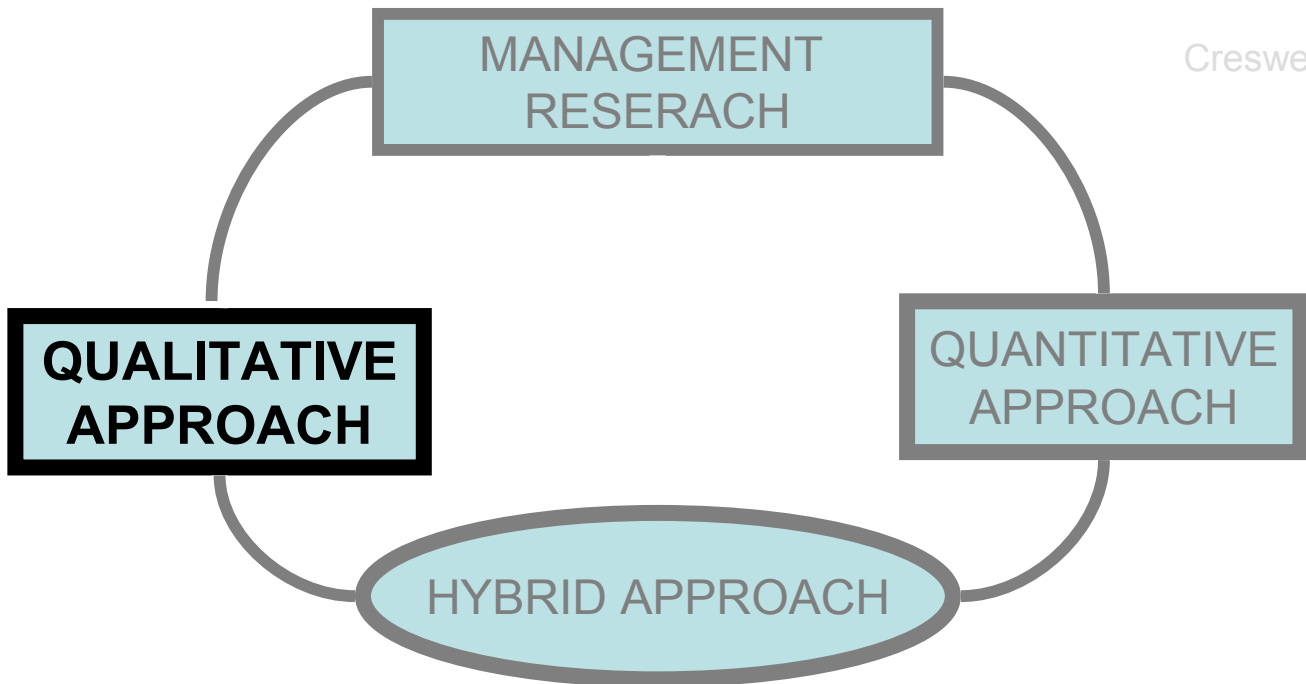 MANAGEMENT
RESERACH
Creswe
QUALITATIVE
APPROACH
QUANTITATIVE
APPROACH
HYBRID APPROACH